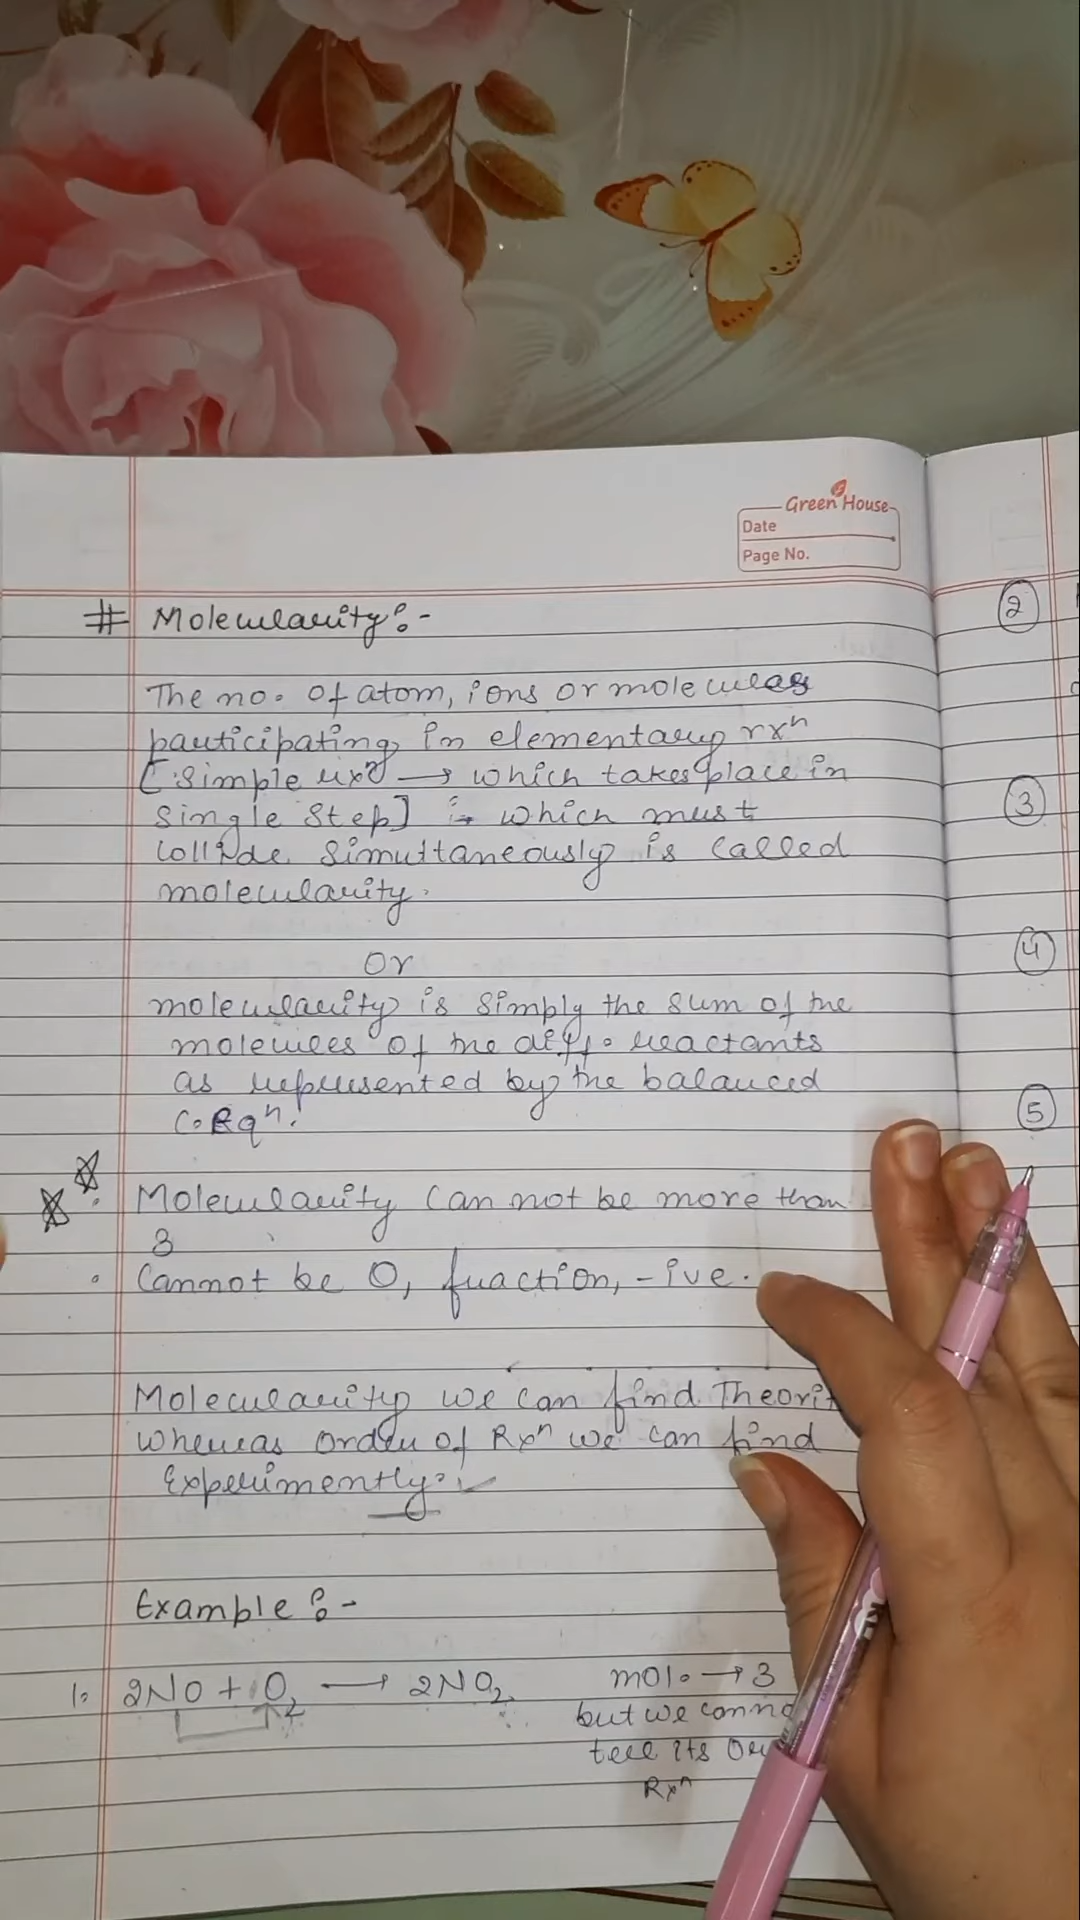 Green House
Date
Page No.
# Molecularity:-
The no. of atom, ions or molecules
participating in elementary rxⁿ
[simple rxⁿ → which takes place in
single step] which must
collide simultaneously is called
molecularity.
Or
molecularity is simply the sum of the
molecules of the diff. reactants
as represented by the balanced
C. Eqⁿ.
Molecularity can not be more than
3
• Cannot be 0, fraction, -ive.
Molecularity we can find Theorit
whereas order of Rxⁿ we can find
Experimently.
Example:-
1. 2NO + O₂ → 2NO₂
mol. → 3
but we canno
tell its Or
Rxⁿ
2
3
4
5